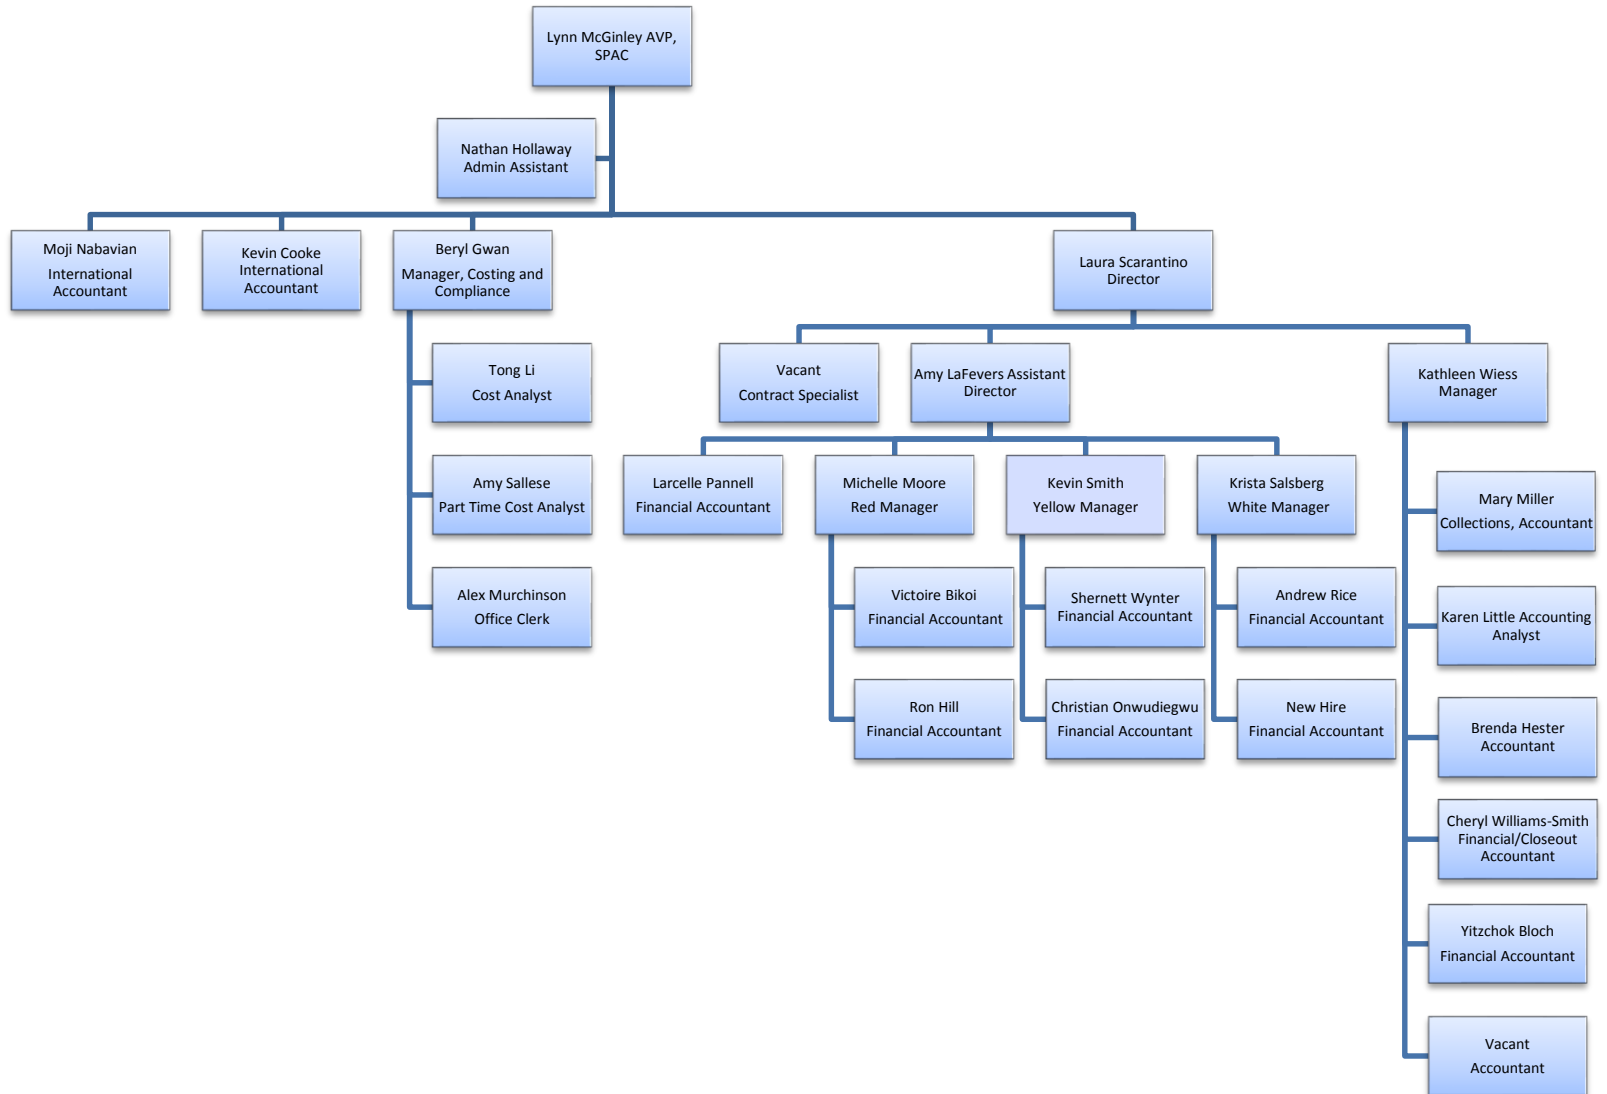 Lynn McGinley AVP,
SPAC
Nathan Hollaway
Admin Assistant
Moji Nabavian
International
Accountant
Kevin Cooke
International
Accountant
Beryl Gwan
Manager, Costing and
Compliance
Laura Scarantino
Director
Tong Li
Cost Analyst
Amy Sallese
Part Time Cost Analyst
Alex Murchinson
Office Clerk
Vacant
Contract Specialist
Amy LaFevers Assistant
Director
Kathleen Wiess
Manager
Larcelle Pannell
Financial Accountant
Michelle Moore
Red Manager
Kevin Smith
Yellow Manager
Krista Salsberg
White Manager
Victoire Bikoi
Financial Accountant
Ron Hill
Financial Accountant
Shernett Wynter
Financial Accountant
Christian Onwudiegwu
Financial Accountant
Andrew Rice
Financial Accountant
New Hire
Financial Accountant
Mary Miller
Collections, Accountant
Karen Little Accounting
Analyst
Brenda Hester
Accountant
Cheryl Williams-Smith
Financial/Closeout
Accountant
Yitzchok Bloch
Financial Accountant
Vacant
Accountant